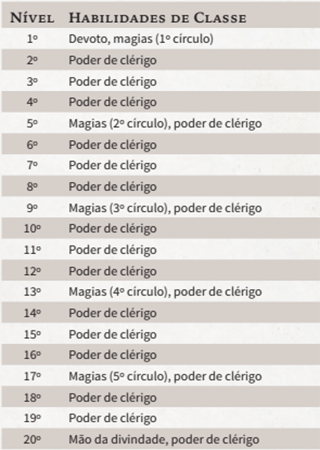 Nível Habilidades de Classe
1º Devoto, magias (1º círculo)
2º Poder de clérigo
3º Poder de clérigo
4º Poder de clérigo
5º Magias (2º círculo), poder de clérigo
6º Poder de clérigo
7º Poder de clérigo
8º Poder de clérigo
9º Magias (3º círculo), poder de clérigo
10º Poder de clérigo
11º Poder de clérigo
12º Poder de clérigo
13º Magias (4º círculo), poder de clérigo
14º Poder de clérigo
15º Poder de clérigo
16º Poder de clérigo
17º Magias (5º círculo), poder de clérigo
18º Poder de clérigo
19º Poder de clérigo
20º Mão da divindade, poder de clérigo